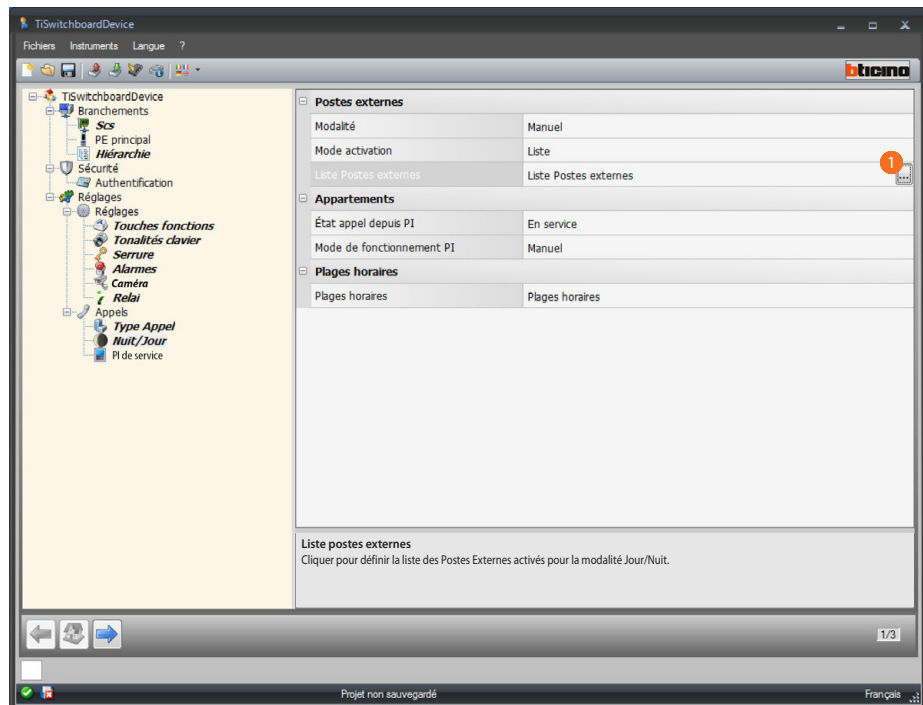 TiSwitchboardDevice
Fichiers Instruments Langue ?
bticino
TiSwitchboardDevice
Branchements
Scs
PE principal
Hiérarchie
Sécurité
Authentification
Réglages
Réglages
Touches fonctions
Tonalités clavier
Serrure
Alarmes
Caméra
Relai
Appels
Type Appel
Nuit/Jour
PI de service
Postes externes
Modalité Manuel
Mode activation Liste
Liste Postes externes Liste Postes externes ...
1
Appartements
État appel depuis PI En service
Mode de fonctionnement PI Manuel
Plages horaires
Plages horaires Plages horaires
Liste postes externes
Cliquer pour définir la liste des Postes Externes activés pour la modalité Jour/Nuit.
1/3
Projet non sauvegardé Français